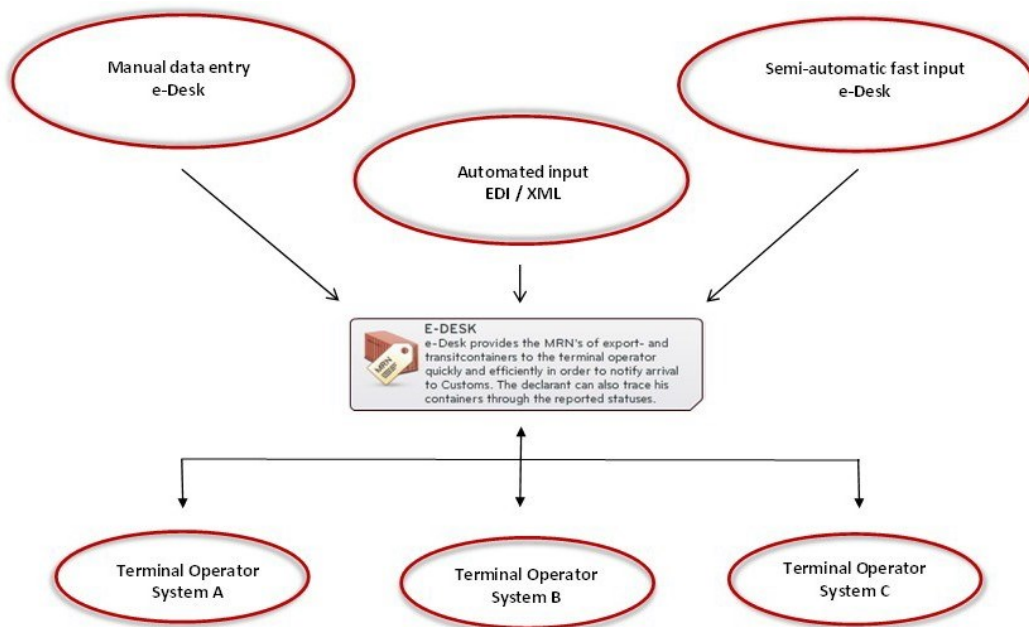 Manual data entry
e-Desk
Semi-automatic fast input
e-Desk
Automated input
EDI / XML
E-DESK
e-Desk provides the MRN's of export- and
transitcontainers to the terminal operator
quickly and efficiently in order to notify arrival
to Customs. The declarant can also trace his
containers through the reported statuses.
MRN
Terminal Operator
System A
Terminal Operator
System B
Terminal Operator
System C